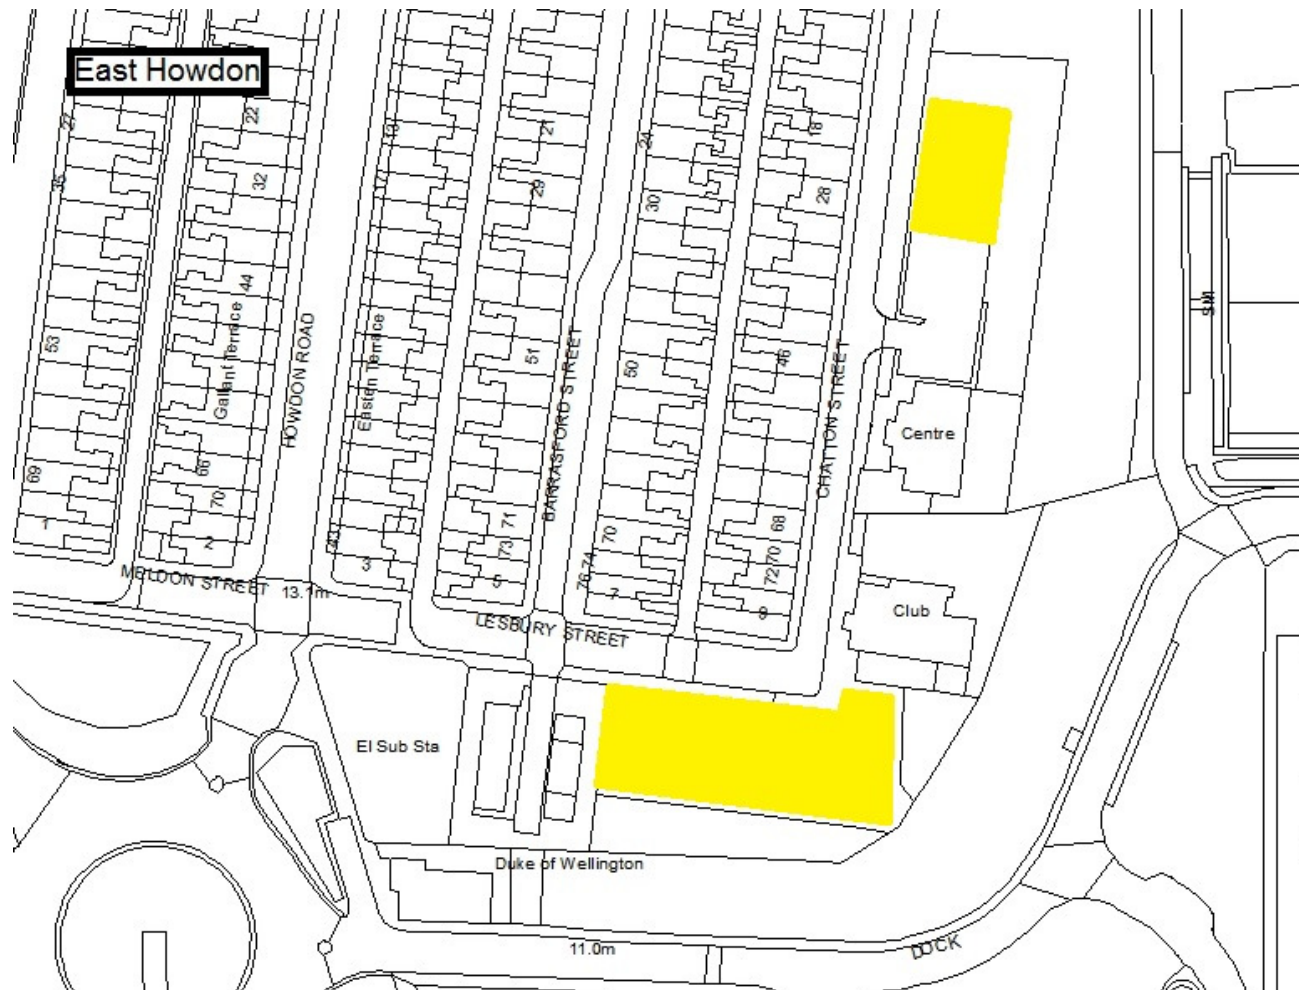 East Howdon
27
35
53
69
1
22
32
44
Gallant Terrace
66
70
2
HOWDON ROAD
13
17
Eastern Terrace
43
3
21
29
51
71
73
5
BARRASFORD STREET
24
30
50
70
74
76
7
18
28
46
68
70
72
9
CHATTON STREET
Centre
SM
Club
MELDON STREET
13.1m
LESBURY STREET
El Sub Sta
Duke of Wellington
11.0m
DOCK